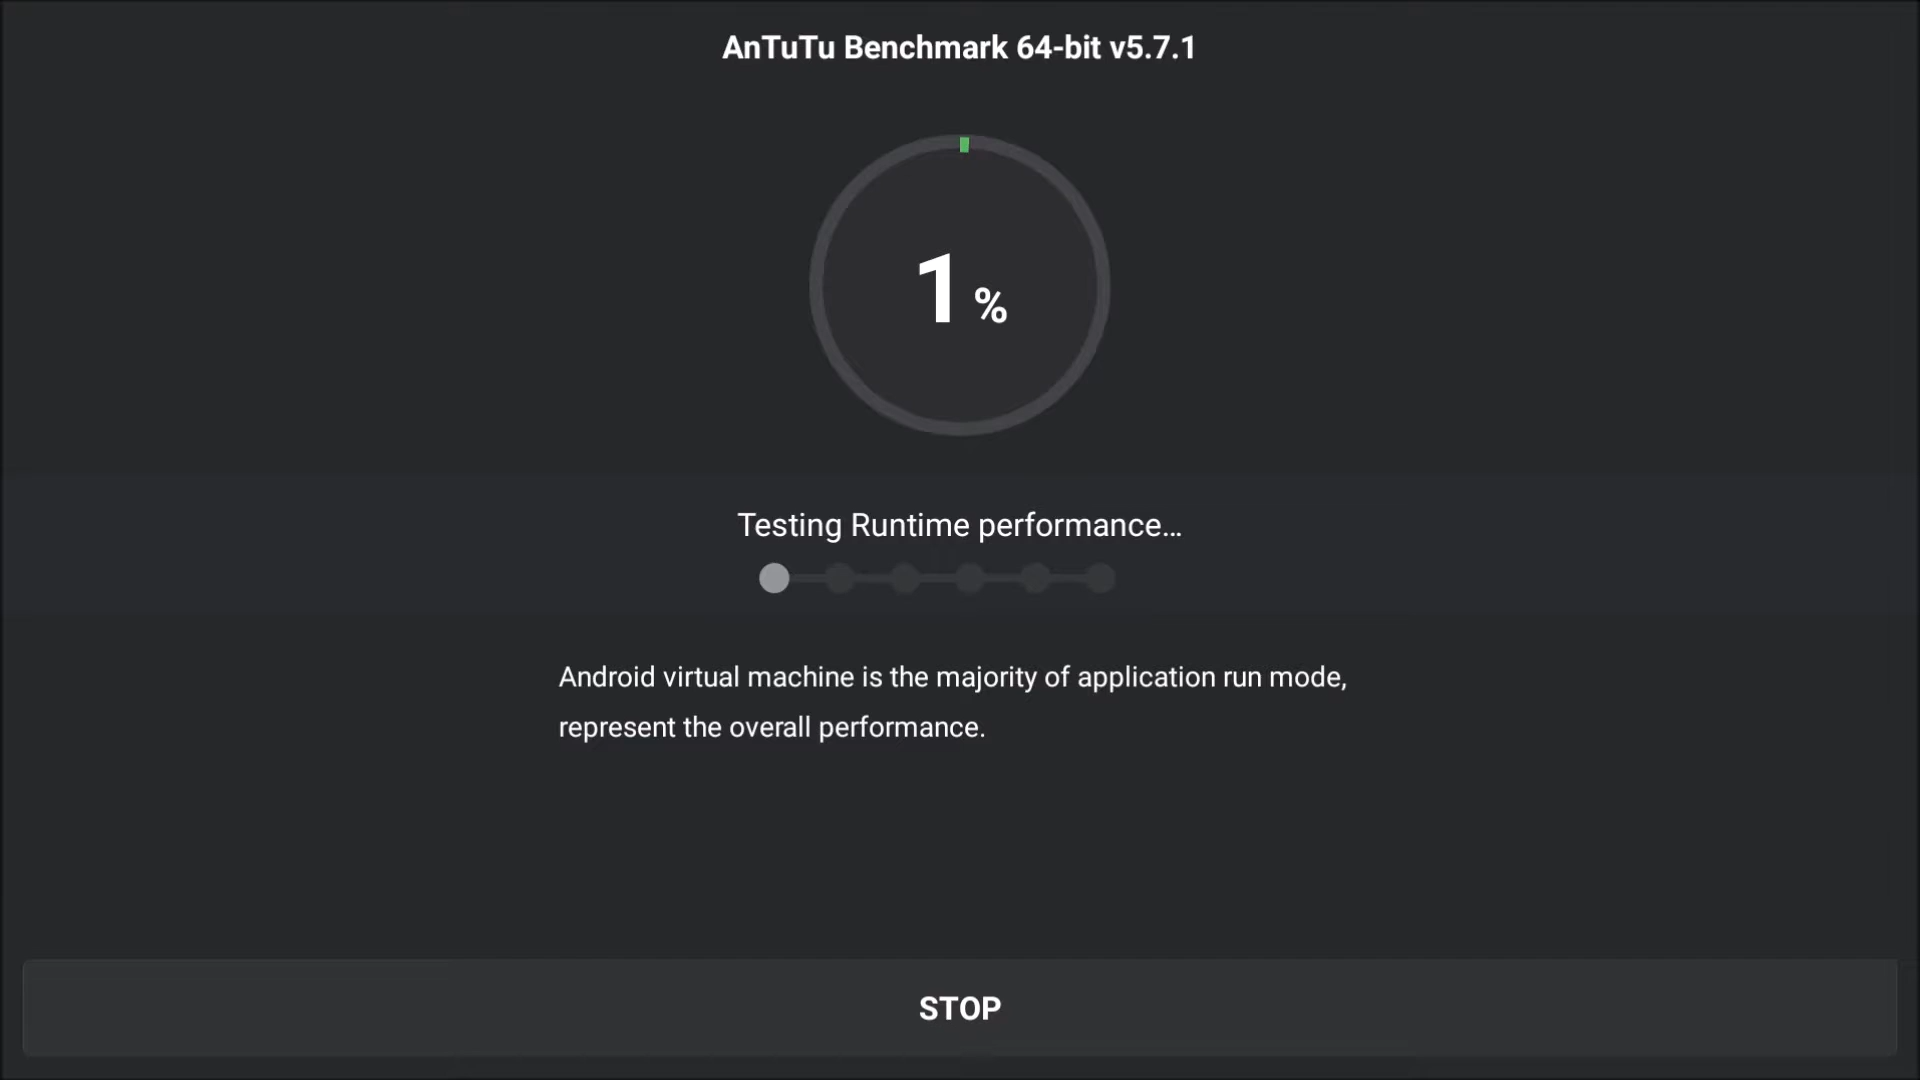 AnTuTu Benchmark 64-bit v5.7.1
1 %
Testing Runtime performance...
Android virtual machine is the majority of application run mode,
represent the overall performance.
STOP